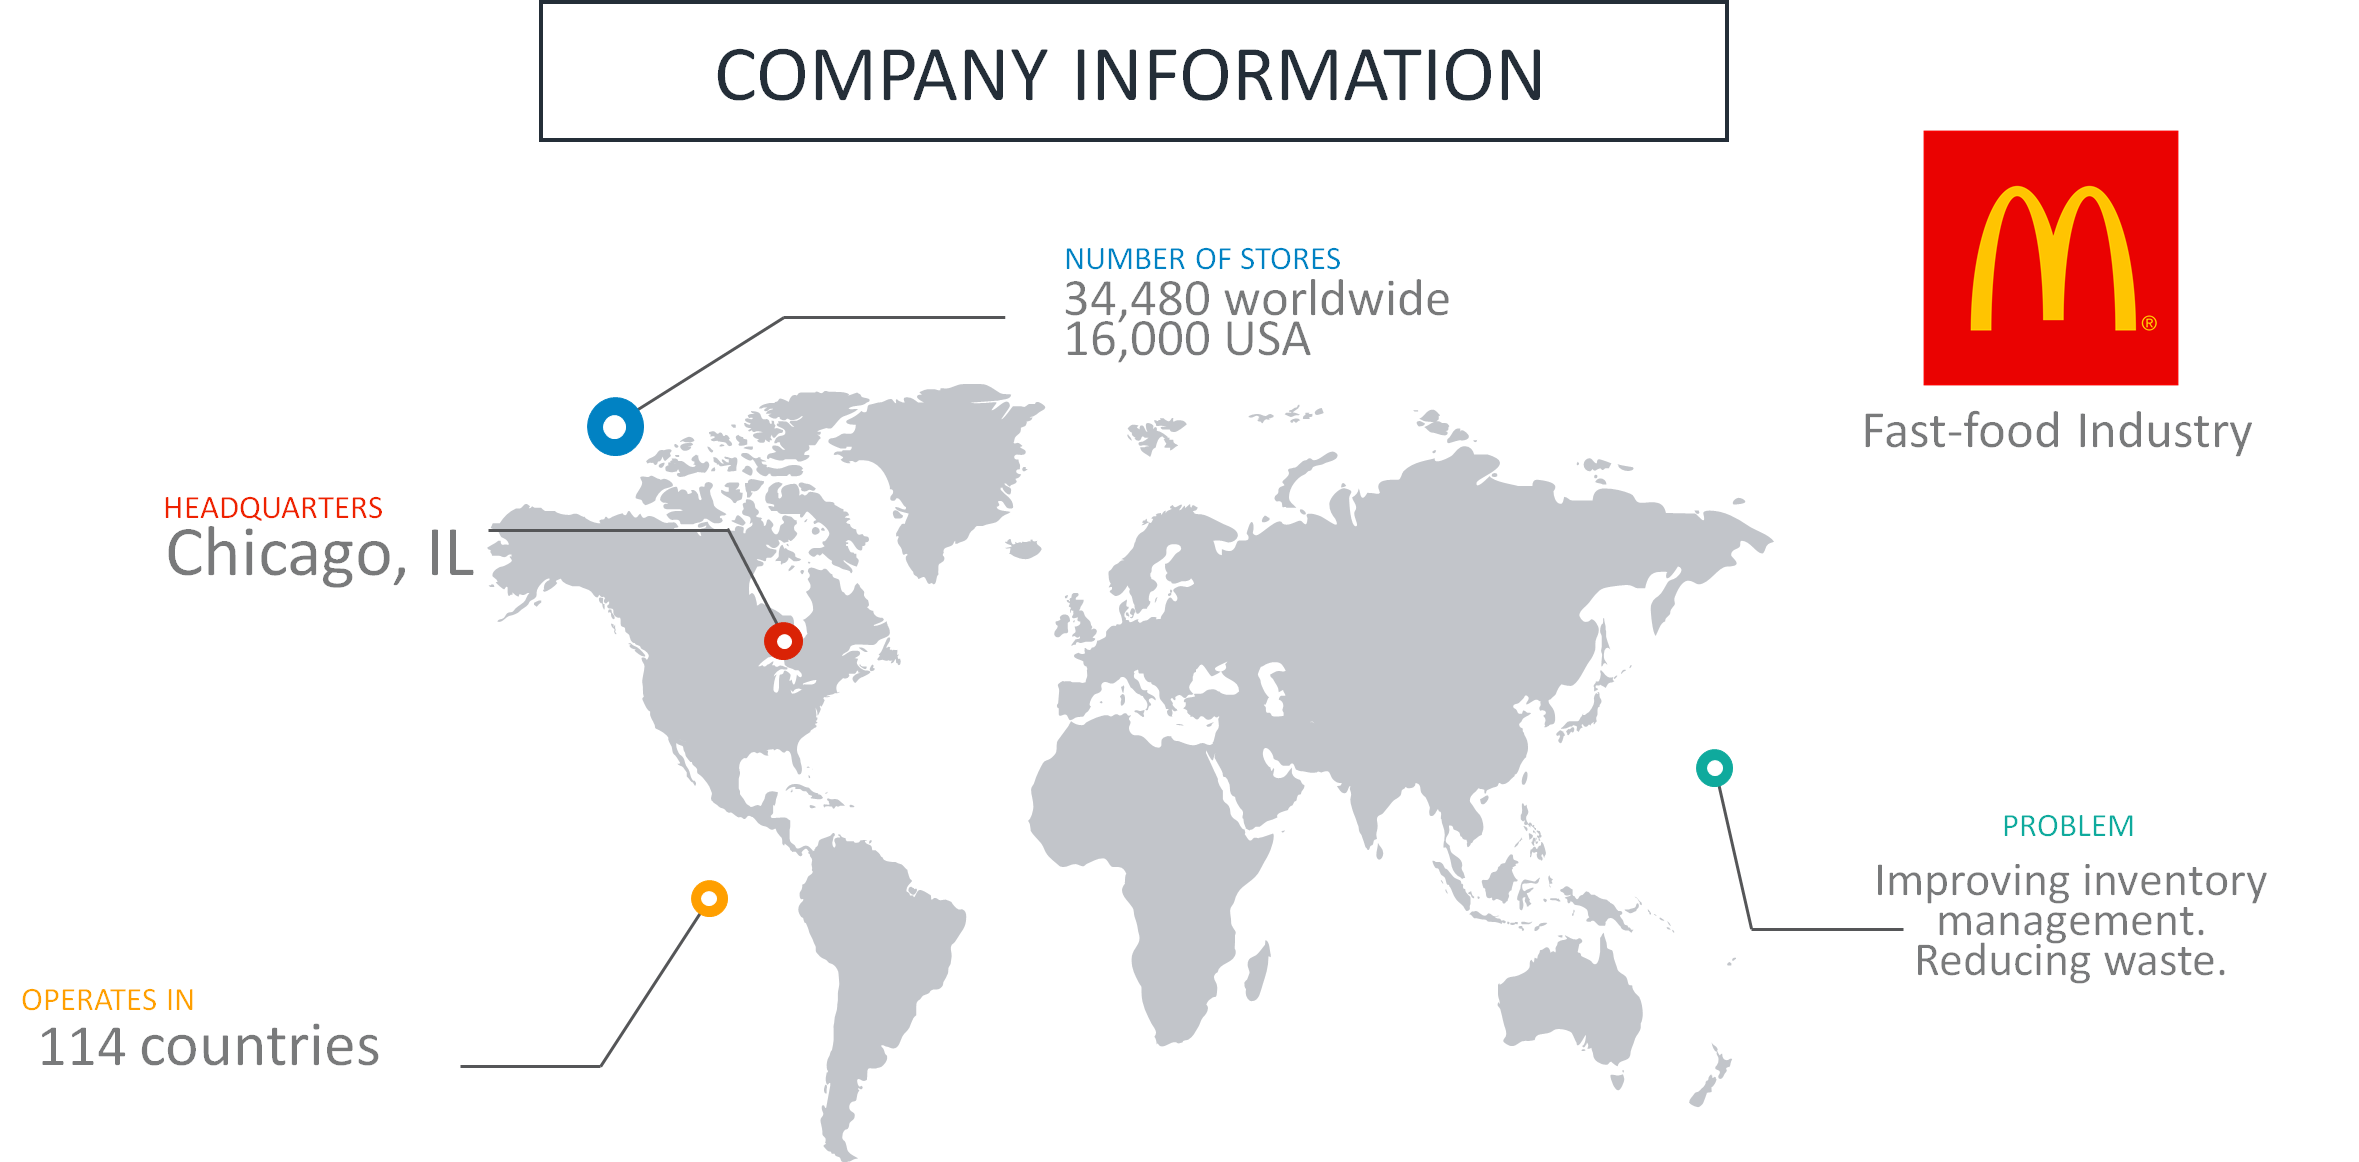 COMPANY INFORMATION
NUMBER OF STORES
34,480 worldwide
16,000 USA
®
Fast-food Industry
HEADQUARTERS
Chicago, IL
PROBLEM
Improving inventory
management.
Reducing waste.
OPERATES IN
114 countries